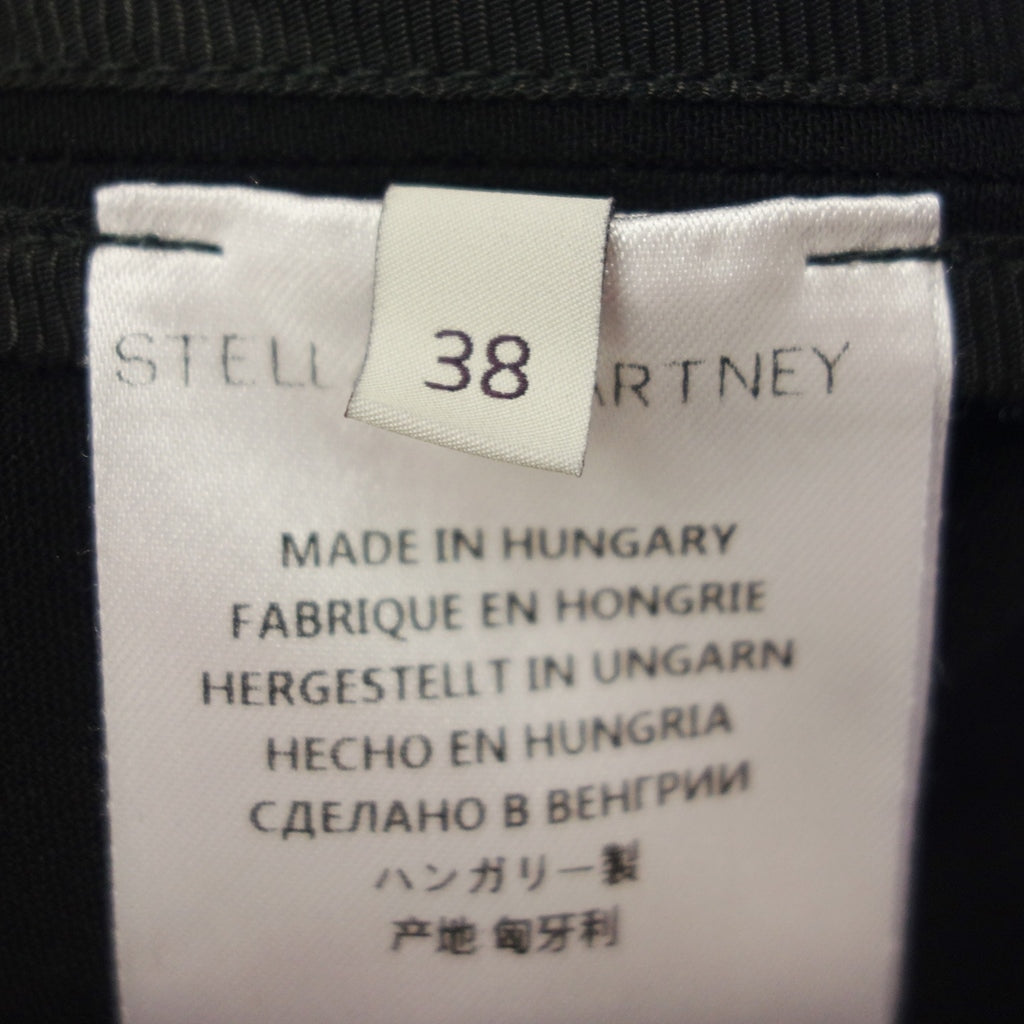 38
STELL ARTNEY
MADE IN HUNGARY
FABRIQUE EN HONGRIE
HERGESTELLT IN UNGARN
HECHO EN HUNGRIA
СДЕЛАНО В ВЕНГРИИ
ハンガリー製
产地 匈牙利